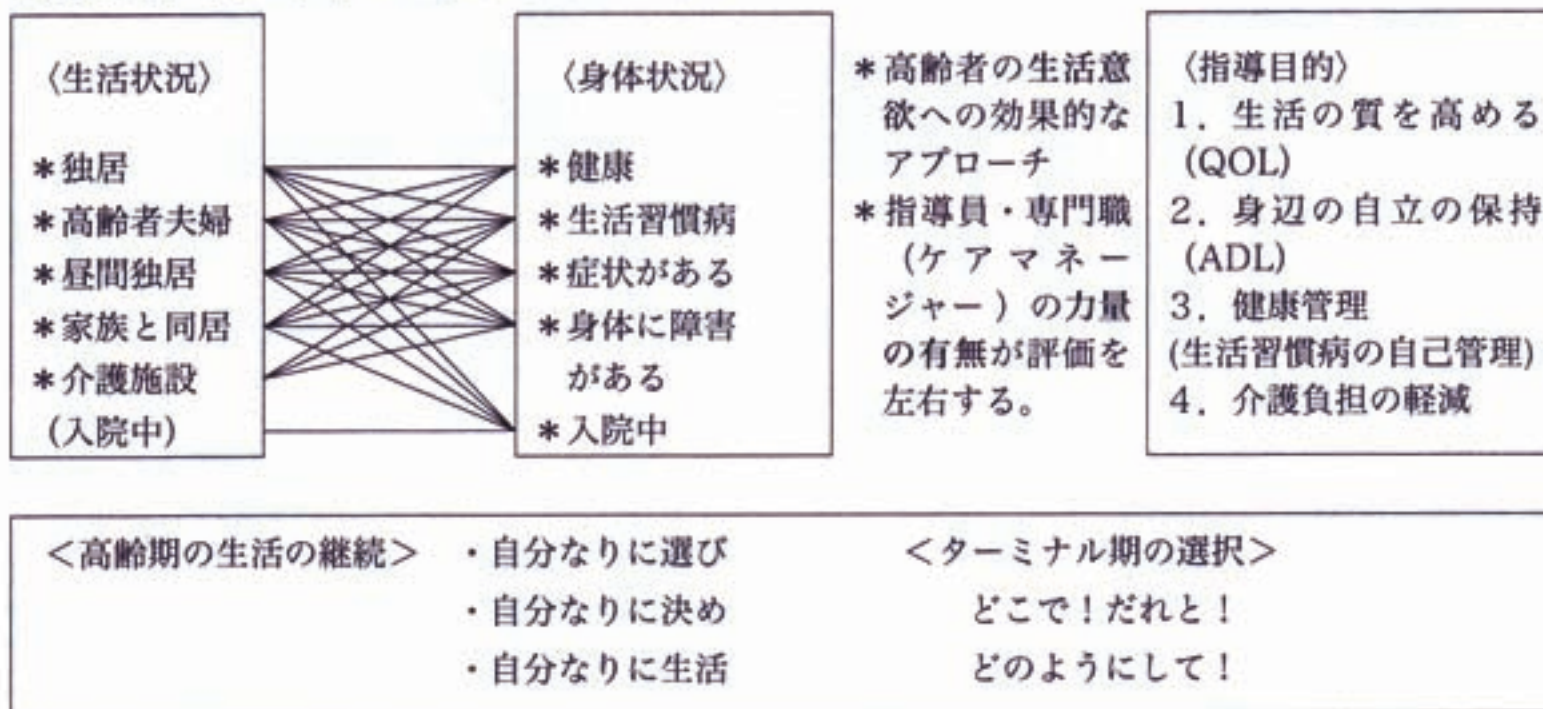 〈生活状況〉
＊独居
＊高齢者夫婦
＊昼間独居
＊家族と同居
＊介護施設
(入院中)
〈身体状況〉
＊健康
＊生活習慣病
＊症状がある
＊身体に障害
がある
＊入院中
＊高齢者の生活意
欲への効果的な
アプローチ
＊指導員・専門職
（ケアマネー
ジャー）の力量
の有無が評価を
左右する。
〈指導目的〉
1．生活の質を高める
(QOL)
2．身辺の自立の保持
(ADL)
3．健康管理
(生活習慣病の自己管理)
4．介護負担の軽減
＜高齢期の生活の継続＞ ・自分なりに選び ＜ターミナル期の選択＞
・自分なりに決め どこで！だれと！
・自分なりに生活 どのようにして！